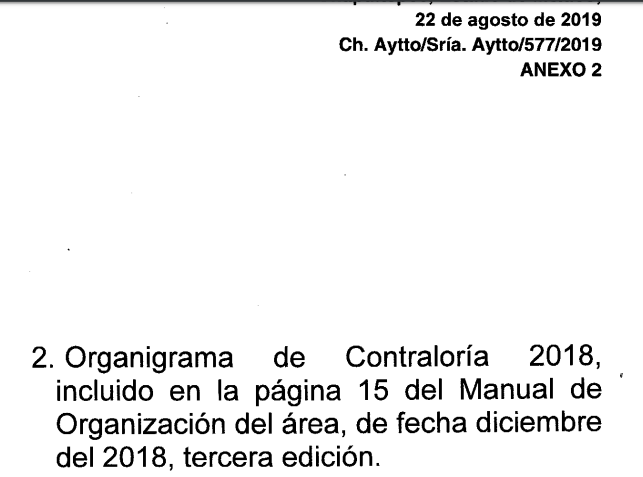 22 de agosto de 2019
Ch. Aytto/Sría. Aytto/577/2019
ANEXO 2
2. Organigrama de Contraloría 2018,
incluido en la página 15 del Manual de
Organización del área, de fecha diciembre
del 2018, tercera edición.